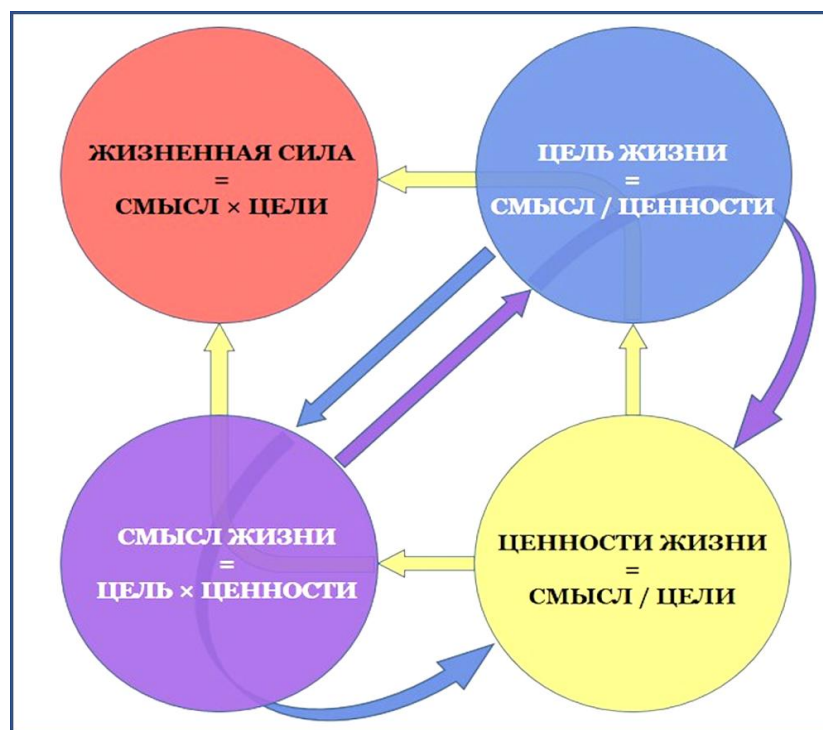 ЖИЗНЕННАЯ СИЛА
=
СМЫСЛ × ЦЕЛИ
ЦЕЛЬ ЖИЗНИ
=
СМЫСЛ / ЦЕННОСТИ
СМЫСЛ ЖИЗНИ
=
ЦЕЛЬ × ЦЕННОСТИ
ЦЕННОСТИ ЖИЗНИ
=
СМЫСЛ / ЦЕЛИ